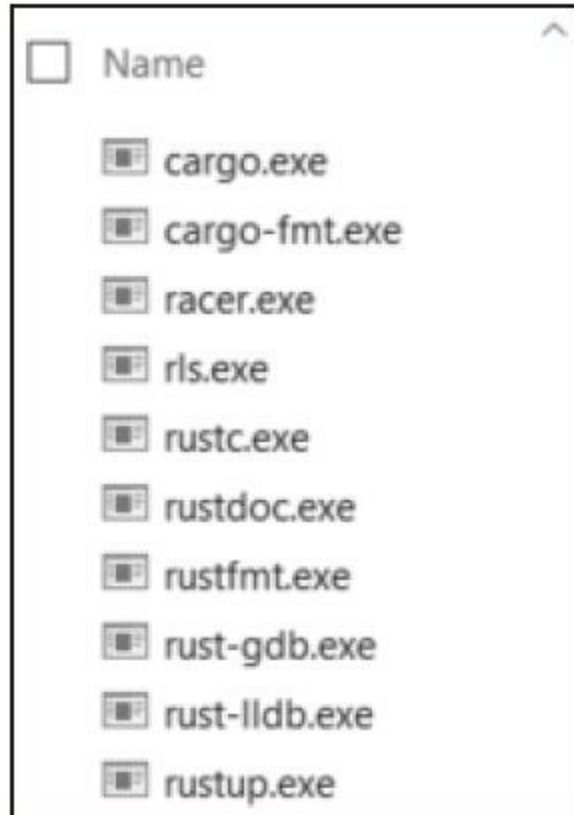 Name
cargo.exe
cargo-fmt.exe
racer.exe
rls.exe
rustc.exe
rustdoc.exe
rustfmt.exe
rust-gdb.exe
rust-lldb.exe
rustup.exe